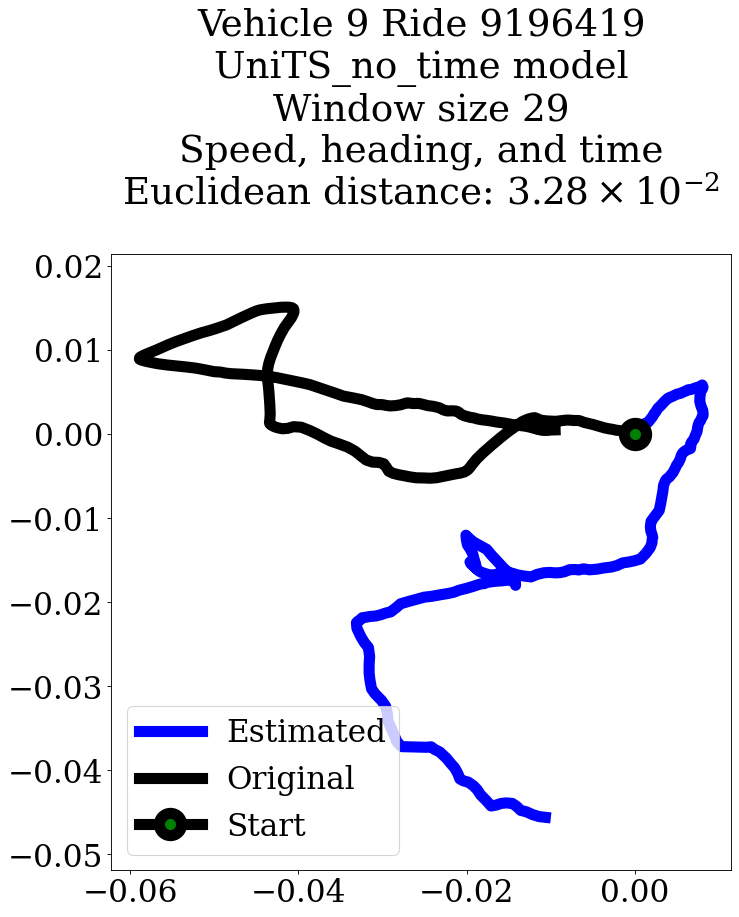 Vehicle 9 Ride 9196419
UniTS_no_time model
Window size 29
Speed, heading, and time
Euclidean distance: 3.28 × 10⁻²
0.02
0.01
0.00
−0.01
−0.02
−0.03
−0.04
−0.05
Estimated
Original
Start
−0.06 −0.04 −0.02 0.00